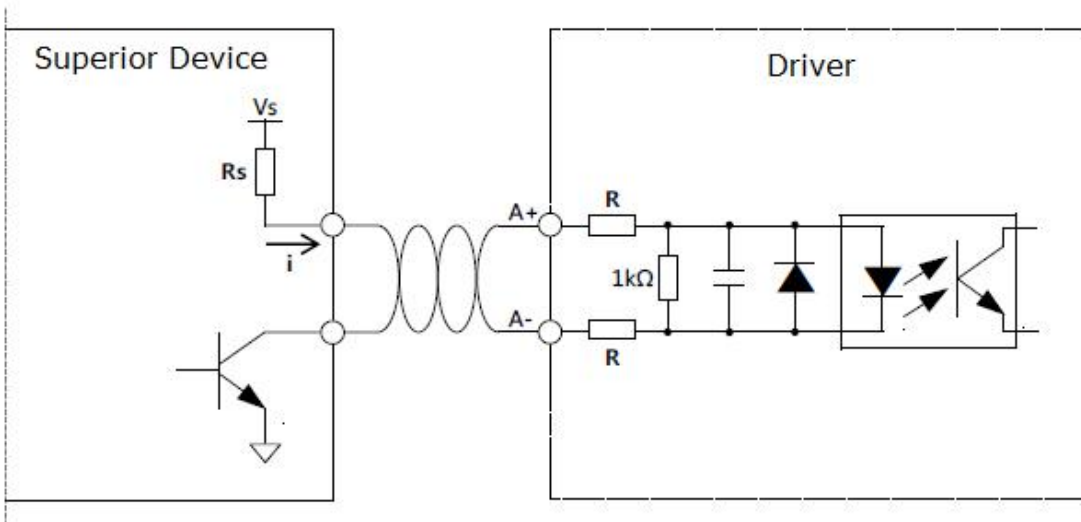 Superior Device
Driver
Vs
Rs
i
A+
R
1kΩ
A-
R